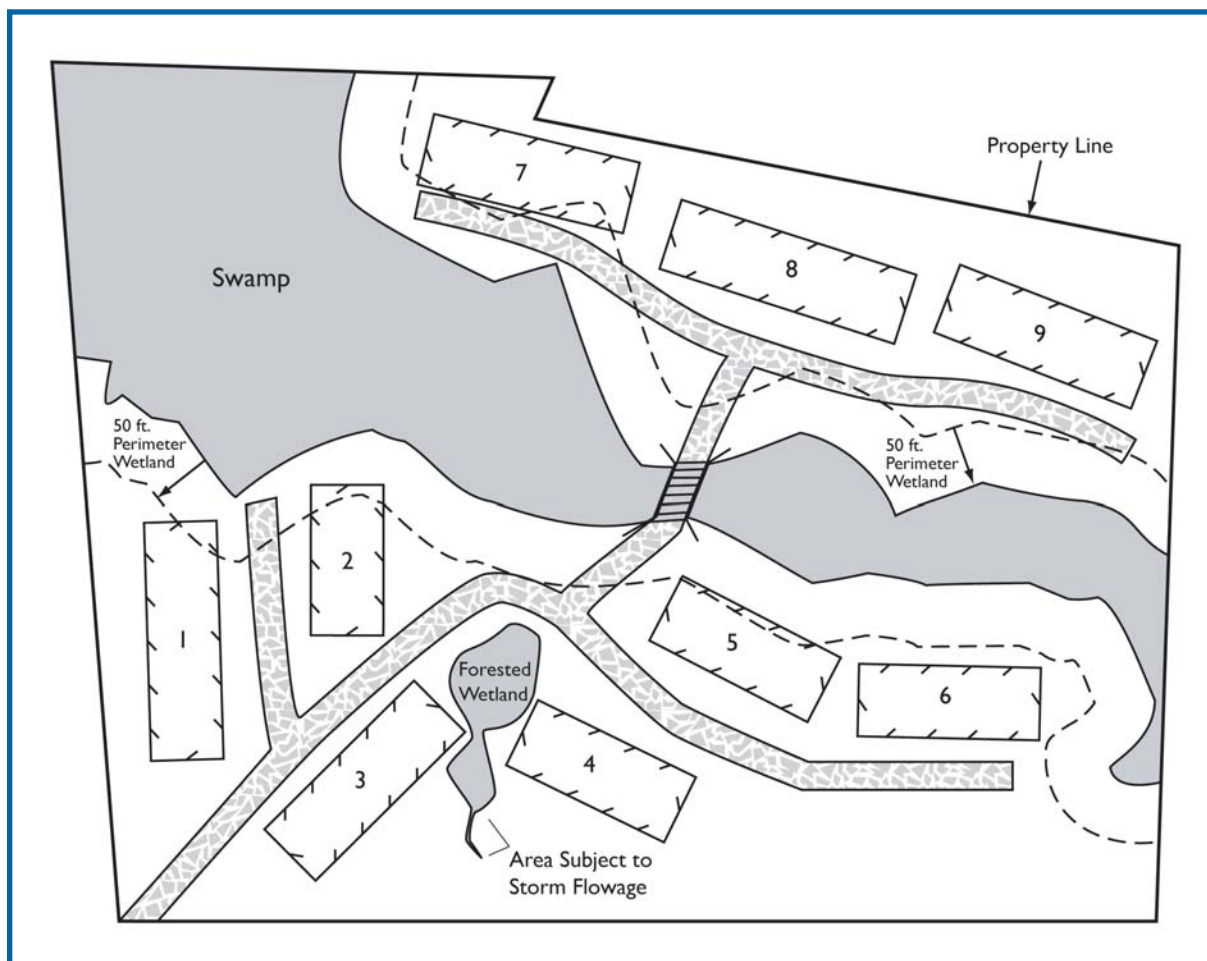 Property Line
7
8
9
Swamp
50 ft.
Perimeter
Wetland
50 ft.
Perimeter
Wetland
1
2
5
6
Forested
Wetland
3
4
Area Subject to
Storm Flowage